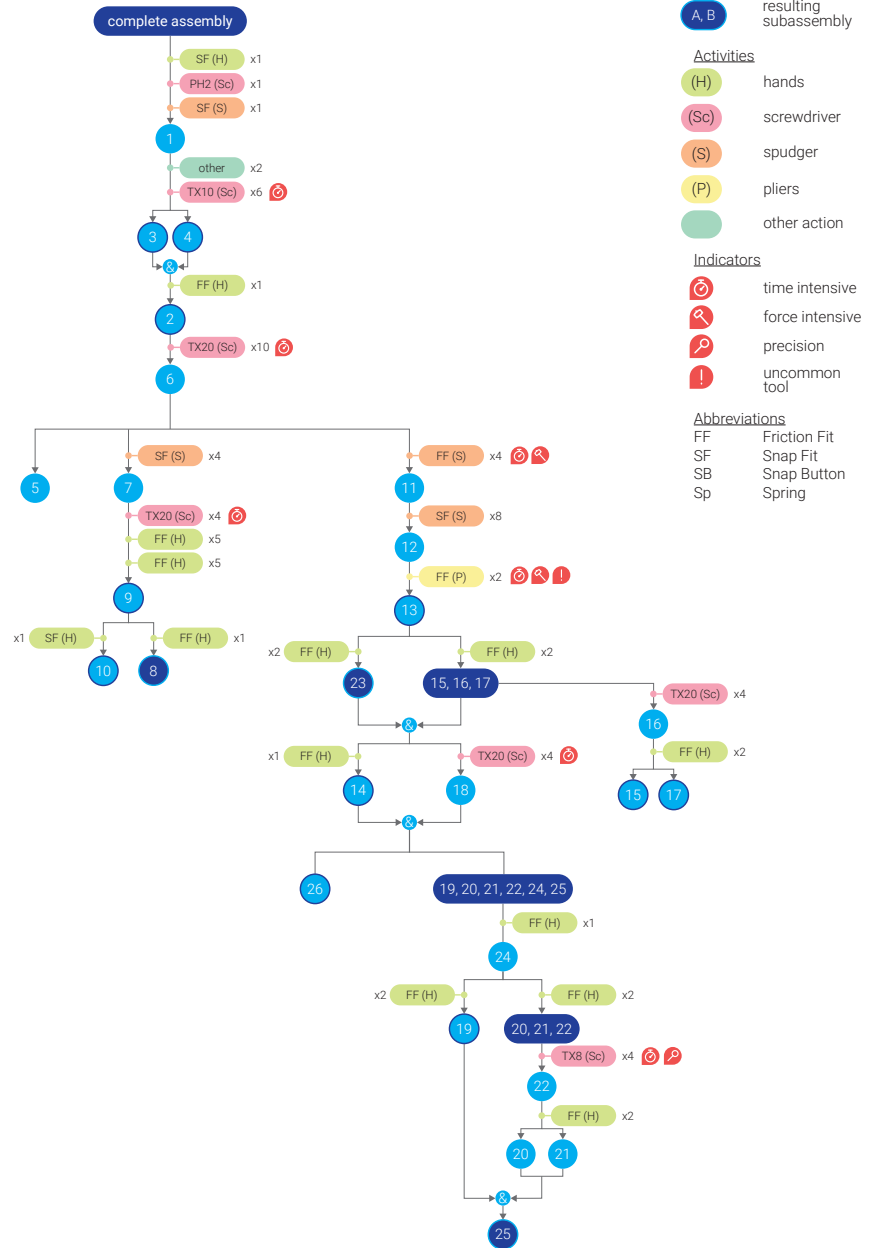 complete assembly
SF (H) x1
PH2 (Sc) x1
SF (S) x1
1
other x2
TX10 (Sc) x6
3 4
&
FF (H) x1
2
TX20 (Sc) x10
6
SF (S) x4
FF (S) x4
5 7 11
TX20 (Sc) x4
SF (S) x8
FF (H) x5
12
FF (H) x5
FF (P) x2
9 13
x1 SF (H) FF (H) x1
x2 FF (H) FF (H) x2
10 8
23 15, 16, 17
TX20 (Sc) x4
16
&
x1 FF (H) TX20 (Sc) x4
FF (H) x2
14 18
15 17
&
26 19, 20, 21, 22, 24, 25
FF (H) x1
24
x2 FF (H) FF (H) x2
19 20, 21, 22
TX8 (Sc) x4
22
FF (H) x2
20 21
&
25
A, B resulting
subassembly
Activities
(H) hands
(Sc) screwdriver
(S) spudger
(P) pliers
other action
Indicators
time intensive
force intensive
precision
! uncommon
tool
Abbreviations
FF Friction Fit
SF Snap Fit
SB Snap Button
Sp Spring